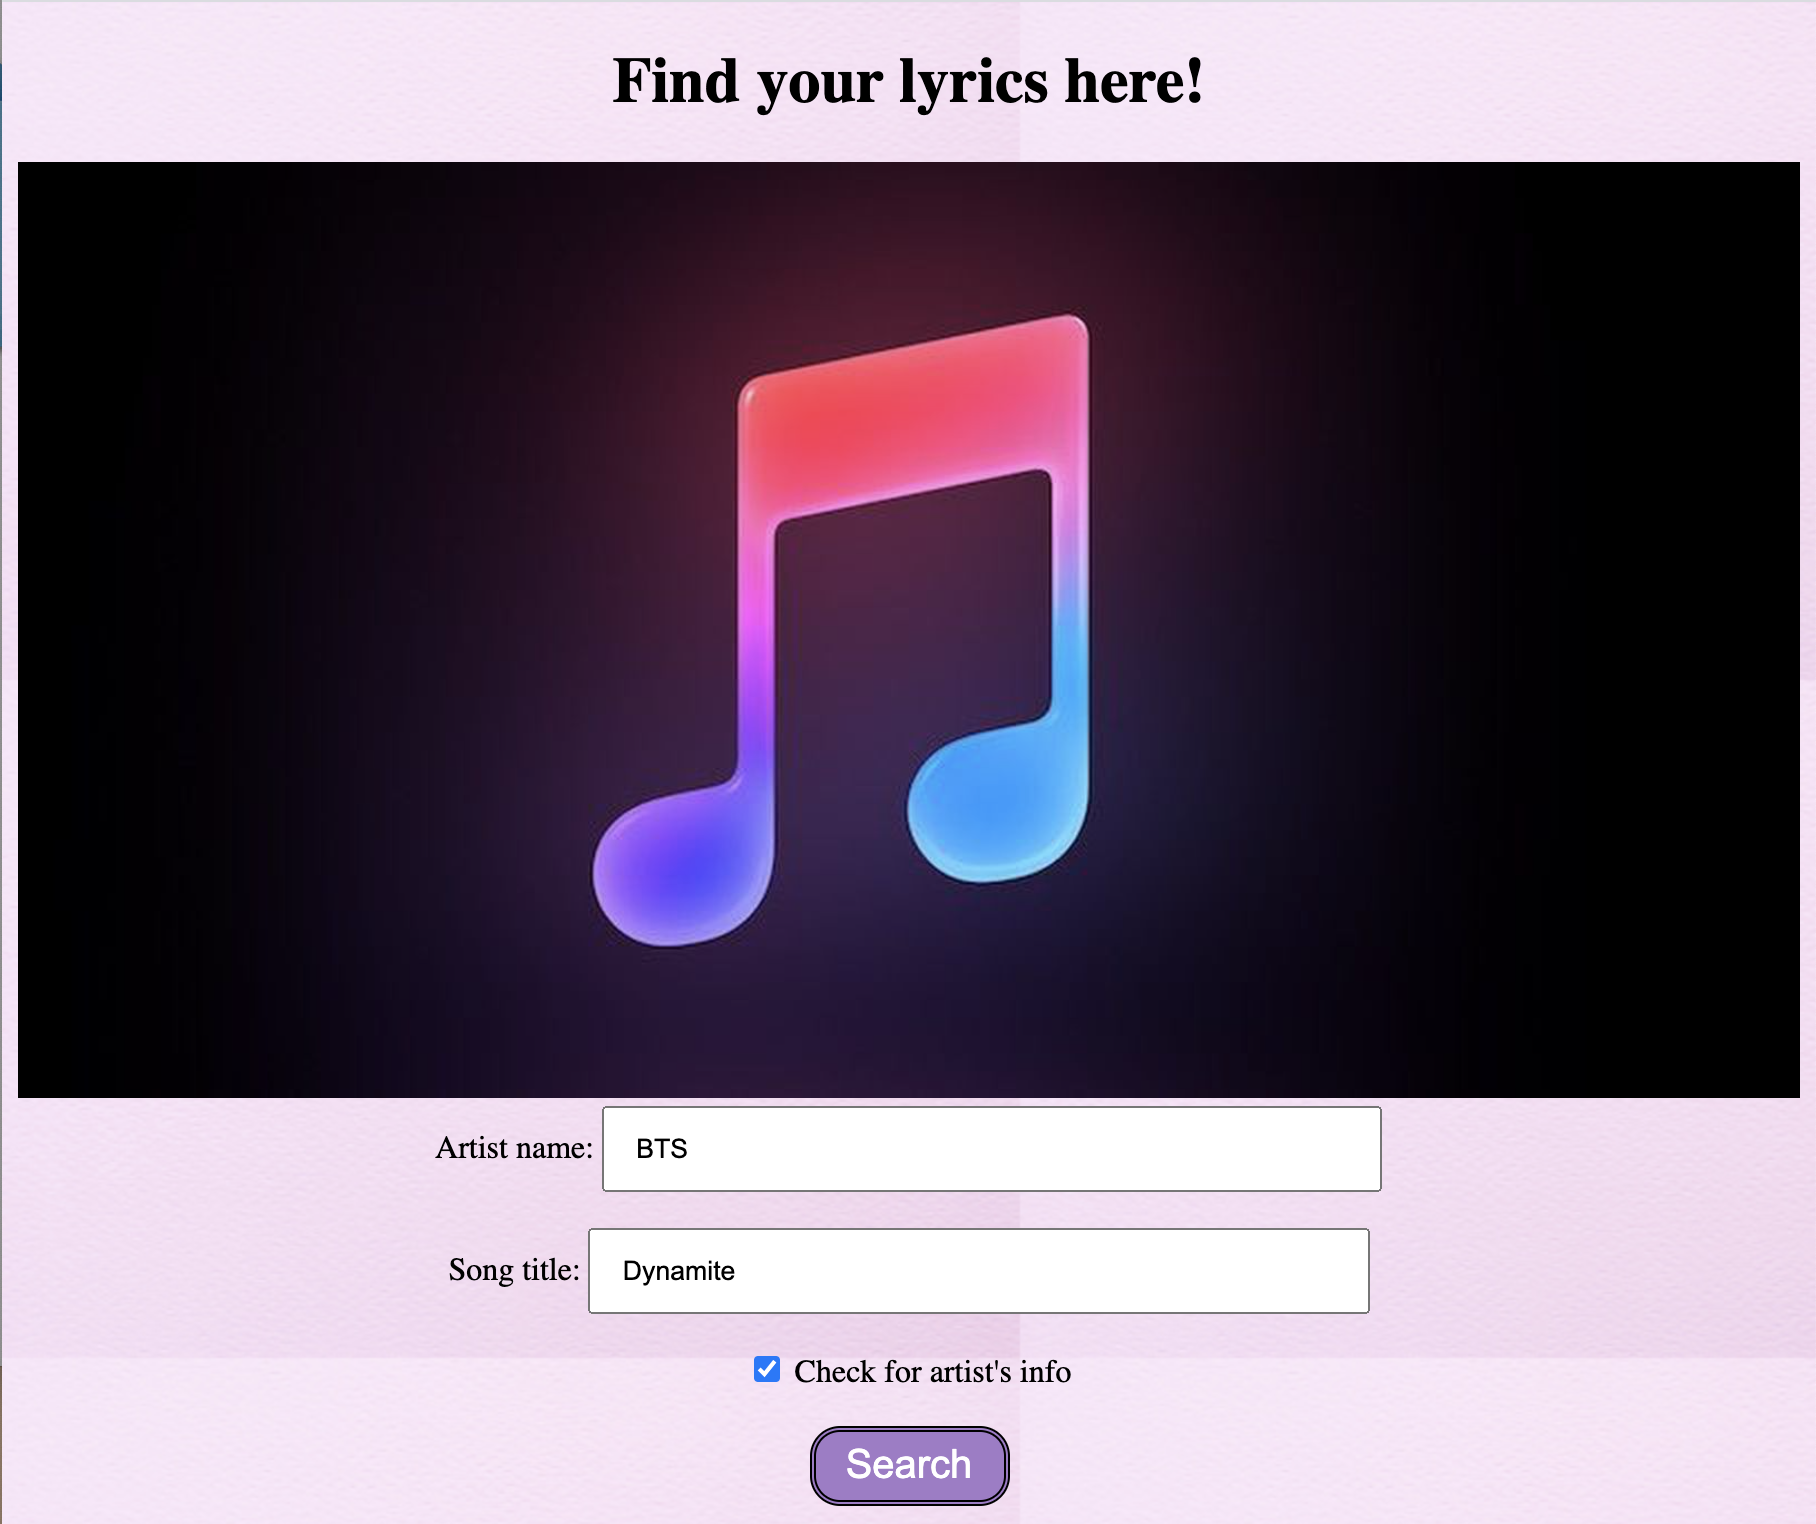 Find your lyrics here!
Artist name: BTS
Song title: Dynamite
Check for artist's info
Search